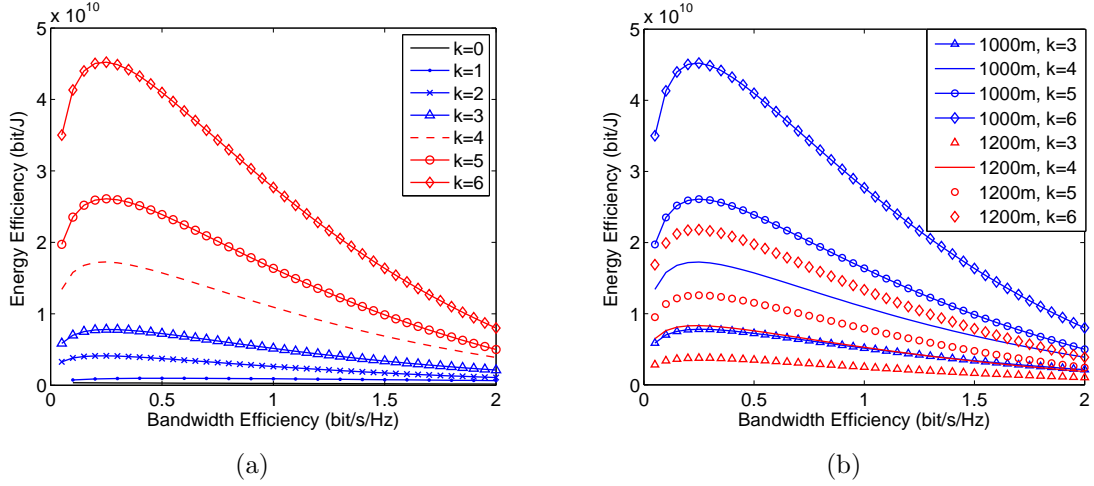 x 10^10
5
4
3
2
1
0
0
0.5
1
1.5
2
Energy Efficiency (bit/J)
Bandwidth Efficiency (bit/s/Hz)
k=0
k=1
k=2
k=3
k=4
k=5
k=6
(a)
x 10^10
5
4
3
2
1
0
0
0.5
1
1.5
2
Energy Efficiency (bit/J)
Bandwidth Efficiency (bit/s/Hz)
1000m, k=3
1000m, k=4
1000m, k=5
1000m, k=6
1200m, k=3
1200m, k=4
1200m, k=5
1200m, k=6
(b)